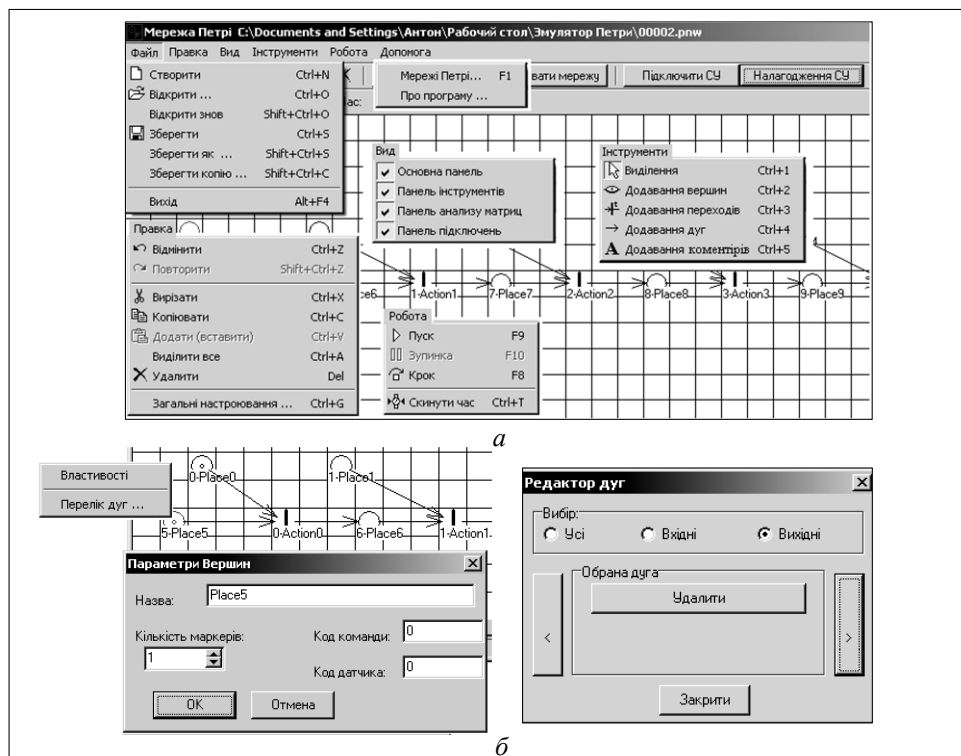 Мережа Петрі C:\Documents and Settings\Антон\Рабочий стол\Эмулятор Петри\00002.pnw
Файл Правка Вид Інструменти Робота Допомога
Створити Ctrl+N
Відкрити ... Ctrl+O
Відкрити знов Shift+Ctrl+O
Зберегти Ctrl+S
Зберегти як ... Shift+Ctrl+S
Зберегти копію ... Shift+Ctrl+C
Вихід Alt+F4
Мережі Петрі... F1
Про програму ...
вати мережу
Підключити СУ
Налагодження СУ
ас:
Вид
Основна панель
Панель інструментів
Панель анализу матриц
Панель підключень
Інструменти
Виділення Ctrl+1
Додавання вершин Ctrl+2
Додавання переходів Ctrl+3
Додавання дуг Ctrl+4
Додавання коментірів Ctrl+5
Правка
Відмінити Ctrl+Z
Повторити Shift+Ctrl+Z
Вирізати Ctrl+X
Копіювати Ctrl+C
Додати (вставити) Ctrl+V
Виділити все Ctrl+A
Удалити Del
Загальні настроювання ... Ctrl+G
ce6 1-Action1 7-Place7 2-Action2 8-Place8 3-Action3 9-Place9
Робота
Пуск F9
Зупинка F10
Крок F8
Скинути час Ctrl+T
а
Властивості
Перелік дуг ...
0-Place0 1-Place1
5-Place5 0-Action0 6-Place6 1-Action1
Параметри Вершин
Назва: Place5
Кількість маркерів: 1
Код команди: 0
Код датчика: 0
OK Отмена
Редактор дуг
Вибір:
Усі Вхідні Вихідні
Обрана дуга
Удалити
< >
Закрити
б